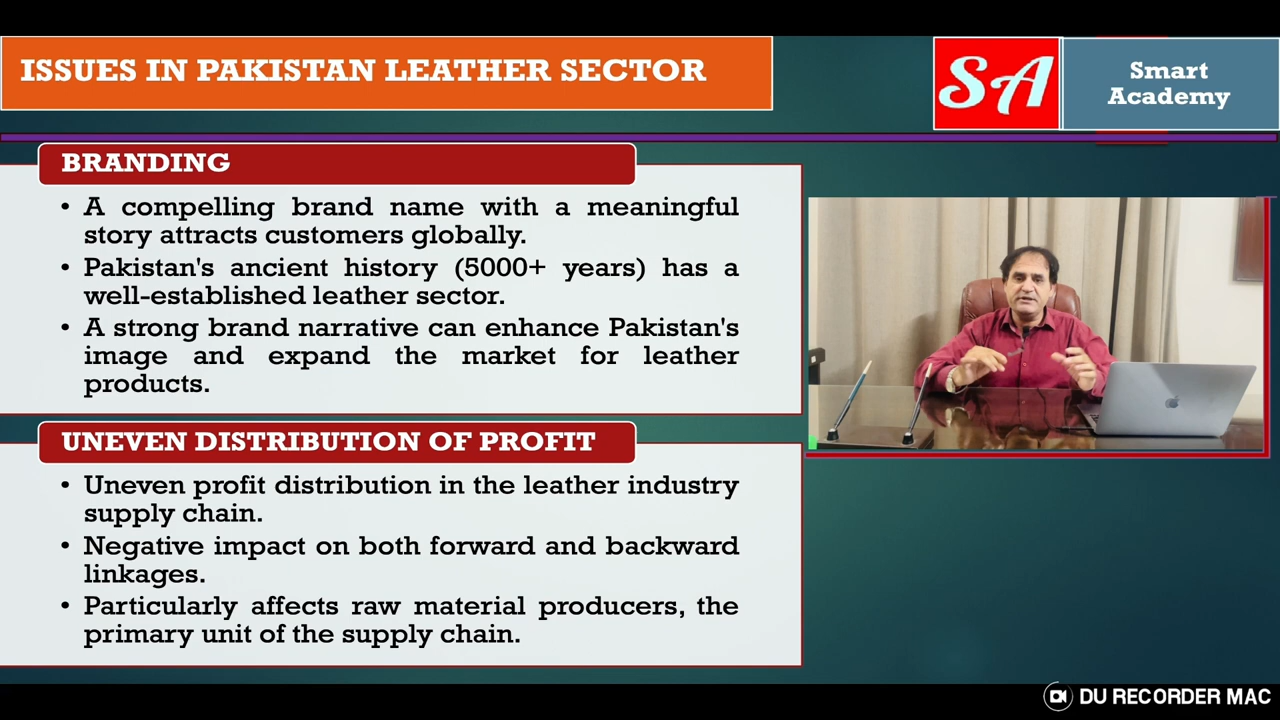 ISSUES IN PAKISTAN LEATHER SECTOR
SA
Smart
Academy
BRANDING
• A compelling brand name with a meaningful
story attracts customers globally.
• Pakistan's ancient history (5000+ years) has a
well-established leather sector.
• A strong brand narrative can enhance Pakistan's
image and expand the market for leather
products.
UNEVEN DISTRIBUTION OF PROFIT
• Uneven profit distribution in the leather industry
supply chain.
• Negative impact on both forward and backward
linkages.
• Particularly affects raw material producers, the
primary unit of the supply chain.
DU RECORDER MAC